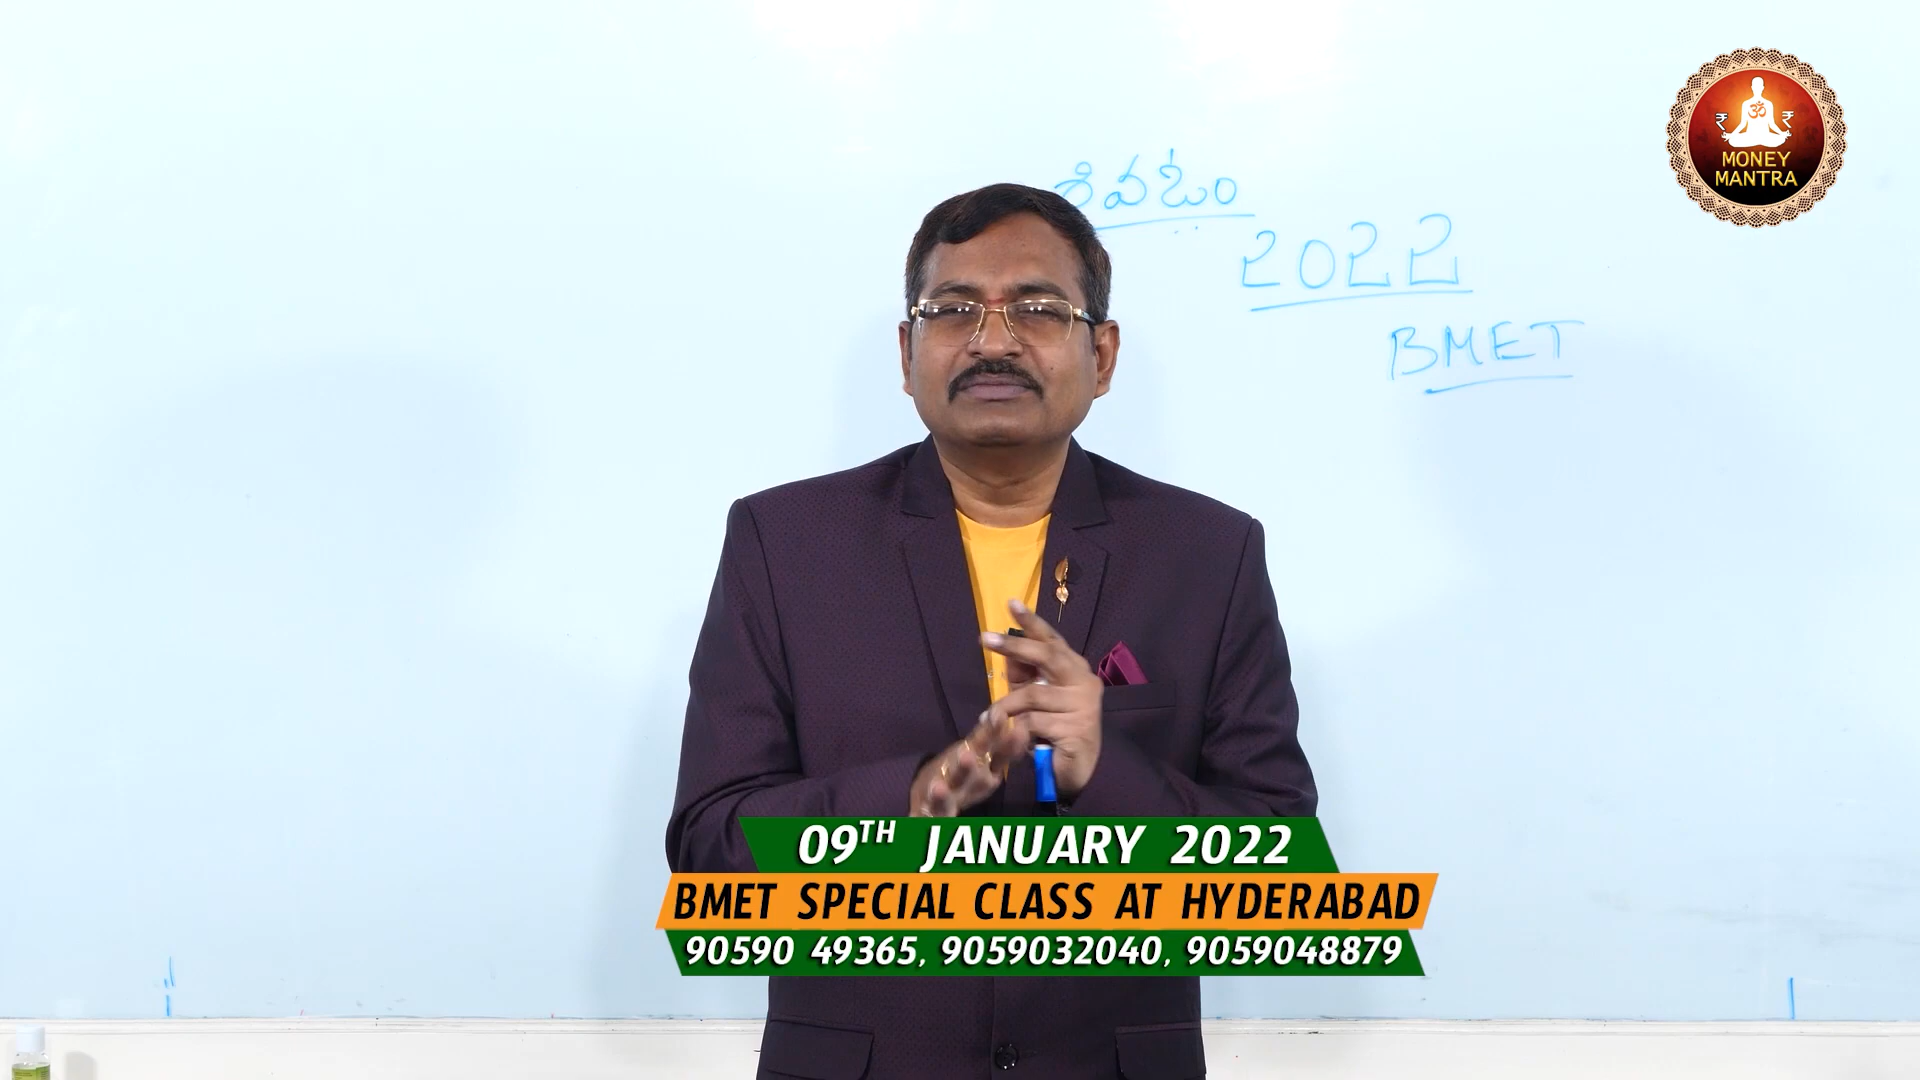 ₹ ॐ ₹
MONEY
MANTRA
శివఓం
2022
BMET
09TH JANUARY 2022
BMET SPECIAL CLASS AT HYDERABAD
90590 49365, 9059032040, 9059048879